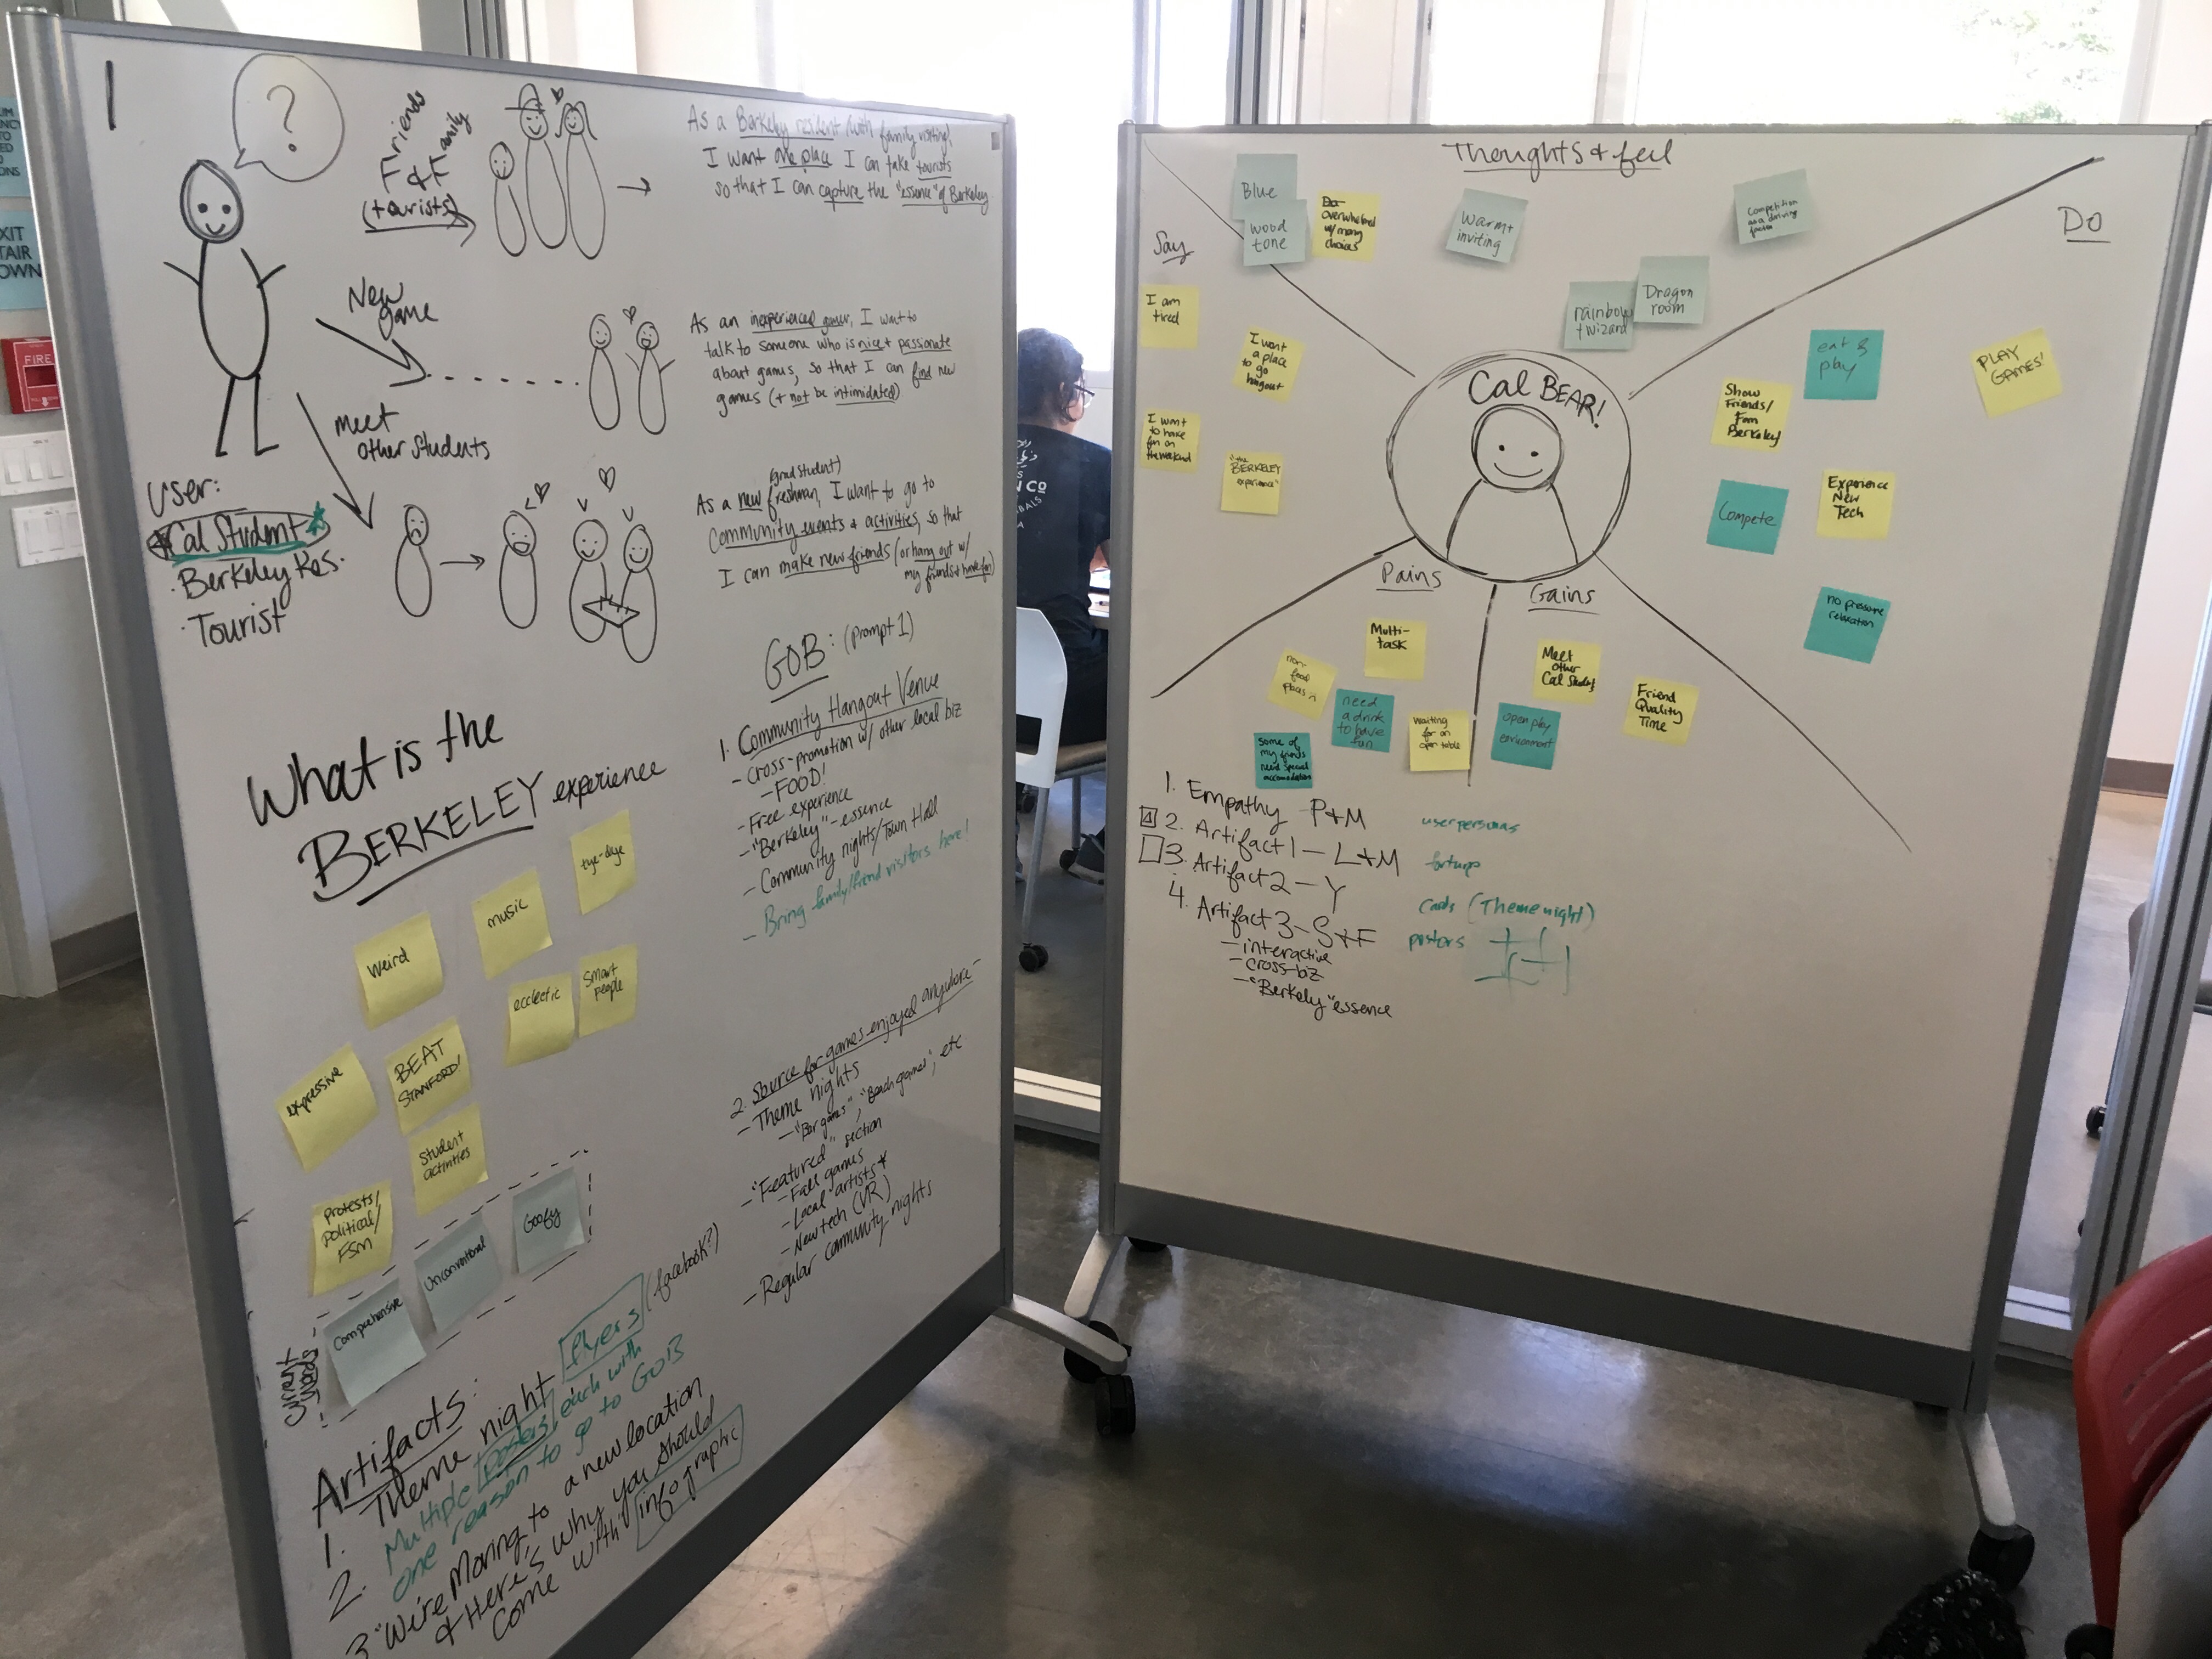 ?
Friends
& Family
(tourists)
As a Berkeley resident (with family visiting)
I want one place I can take tourists
so that I can capture the "essence" of Berkeley
New
game
As an inexperienced gamer, I want to
talk to someone who is nice + passionate
about games, so that I can find new
games (+ not be intimidated)
Meet
other students
(grad student)
As a new freshman, I want to go to
Community events & activities, so that
I can make new friends (or hang out w/
my friends & have fun)
User:
Cal Student
· Berkeley Res.
· Tourist
What is the
BERKELEY experience
tye-dye
music
Weird
ecclectic
Smart
people
expressive
BEAT
STANFORD!
Student
activities
Protests/
political/
FSM
Comprehensive
Unconventional
Goofy
Currently
GOB: (Prompt 1)
1. Community Hangout Venue
- Cross-promotion w/ other local biz
- FOOD!
- Free experience
- "Berkeley"-essence
- Community nights/Town Hall
- Bring family/friend visitors here!
2. Source for games enjoyed anywhere
- Theme nights
- "Bar games", "Beach games", etc
- "Featured" section
- Fall games
- Local artists *
- New tech (VR)
- Regular community nights
Artifacts:
1. Theme night flyers (facebook?)
2. Multiple posters, each with
one reason to go to GOB
3 "We're Moving to a new location
& Here's why you should
come with" infographic
Thoughts & feel
Say
Do
Blue
wood
tone
overwhelmed
w/ many
choices
Warm +
inviting
Competition
as a driving
factor
rainbow
+ wizard
Dragon
room
I am
tired
I want
a place
to go
hangout
I want
to have
fun on
the weekend
"the
BERKELEY
experience"
Cal BEAR!
eat &
play
PLAY
GAMES!
Show
Friends/
Fam
Berkeley
Compete
Experience
New
Tech
no pressure
relaxation
Pains
Gains
Multi-
task
non-
food
places
need
a drink
to have
fun
some of
my friends
need special
accomodation
waiting
for an
open table
Meet
other
Cal Students
open play
environment
Friend
Quality
Time
1. Empathy P+M
2. Artifact 1 - L+M
3. Artifact 2 - Y
4. Artifact 3 - S+F
- interactive
- cross-biz
- "Berkely" essence
user personas
cards (Theme night)
posters
FIRE